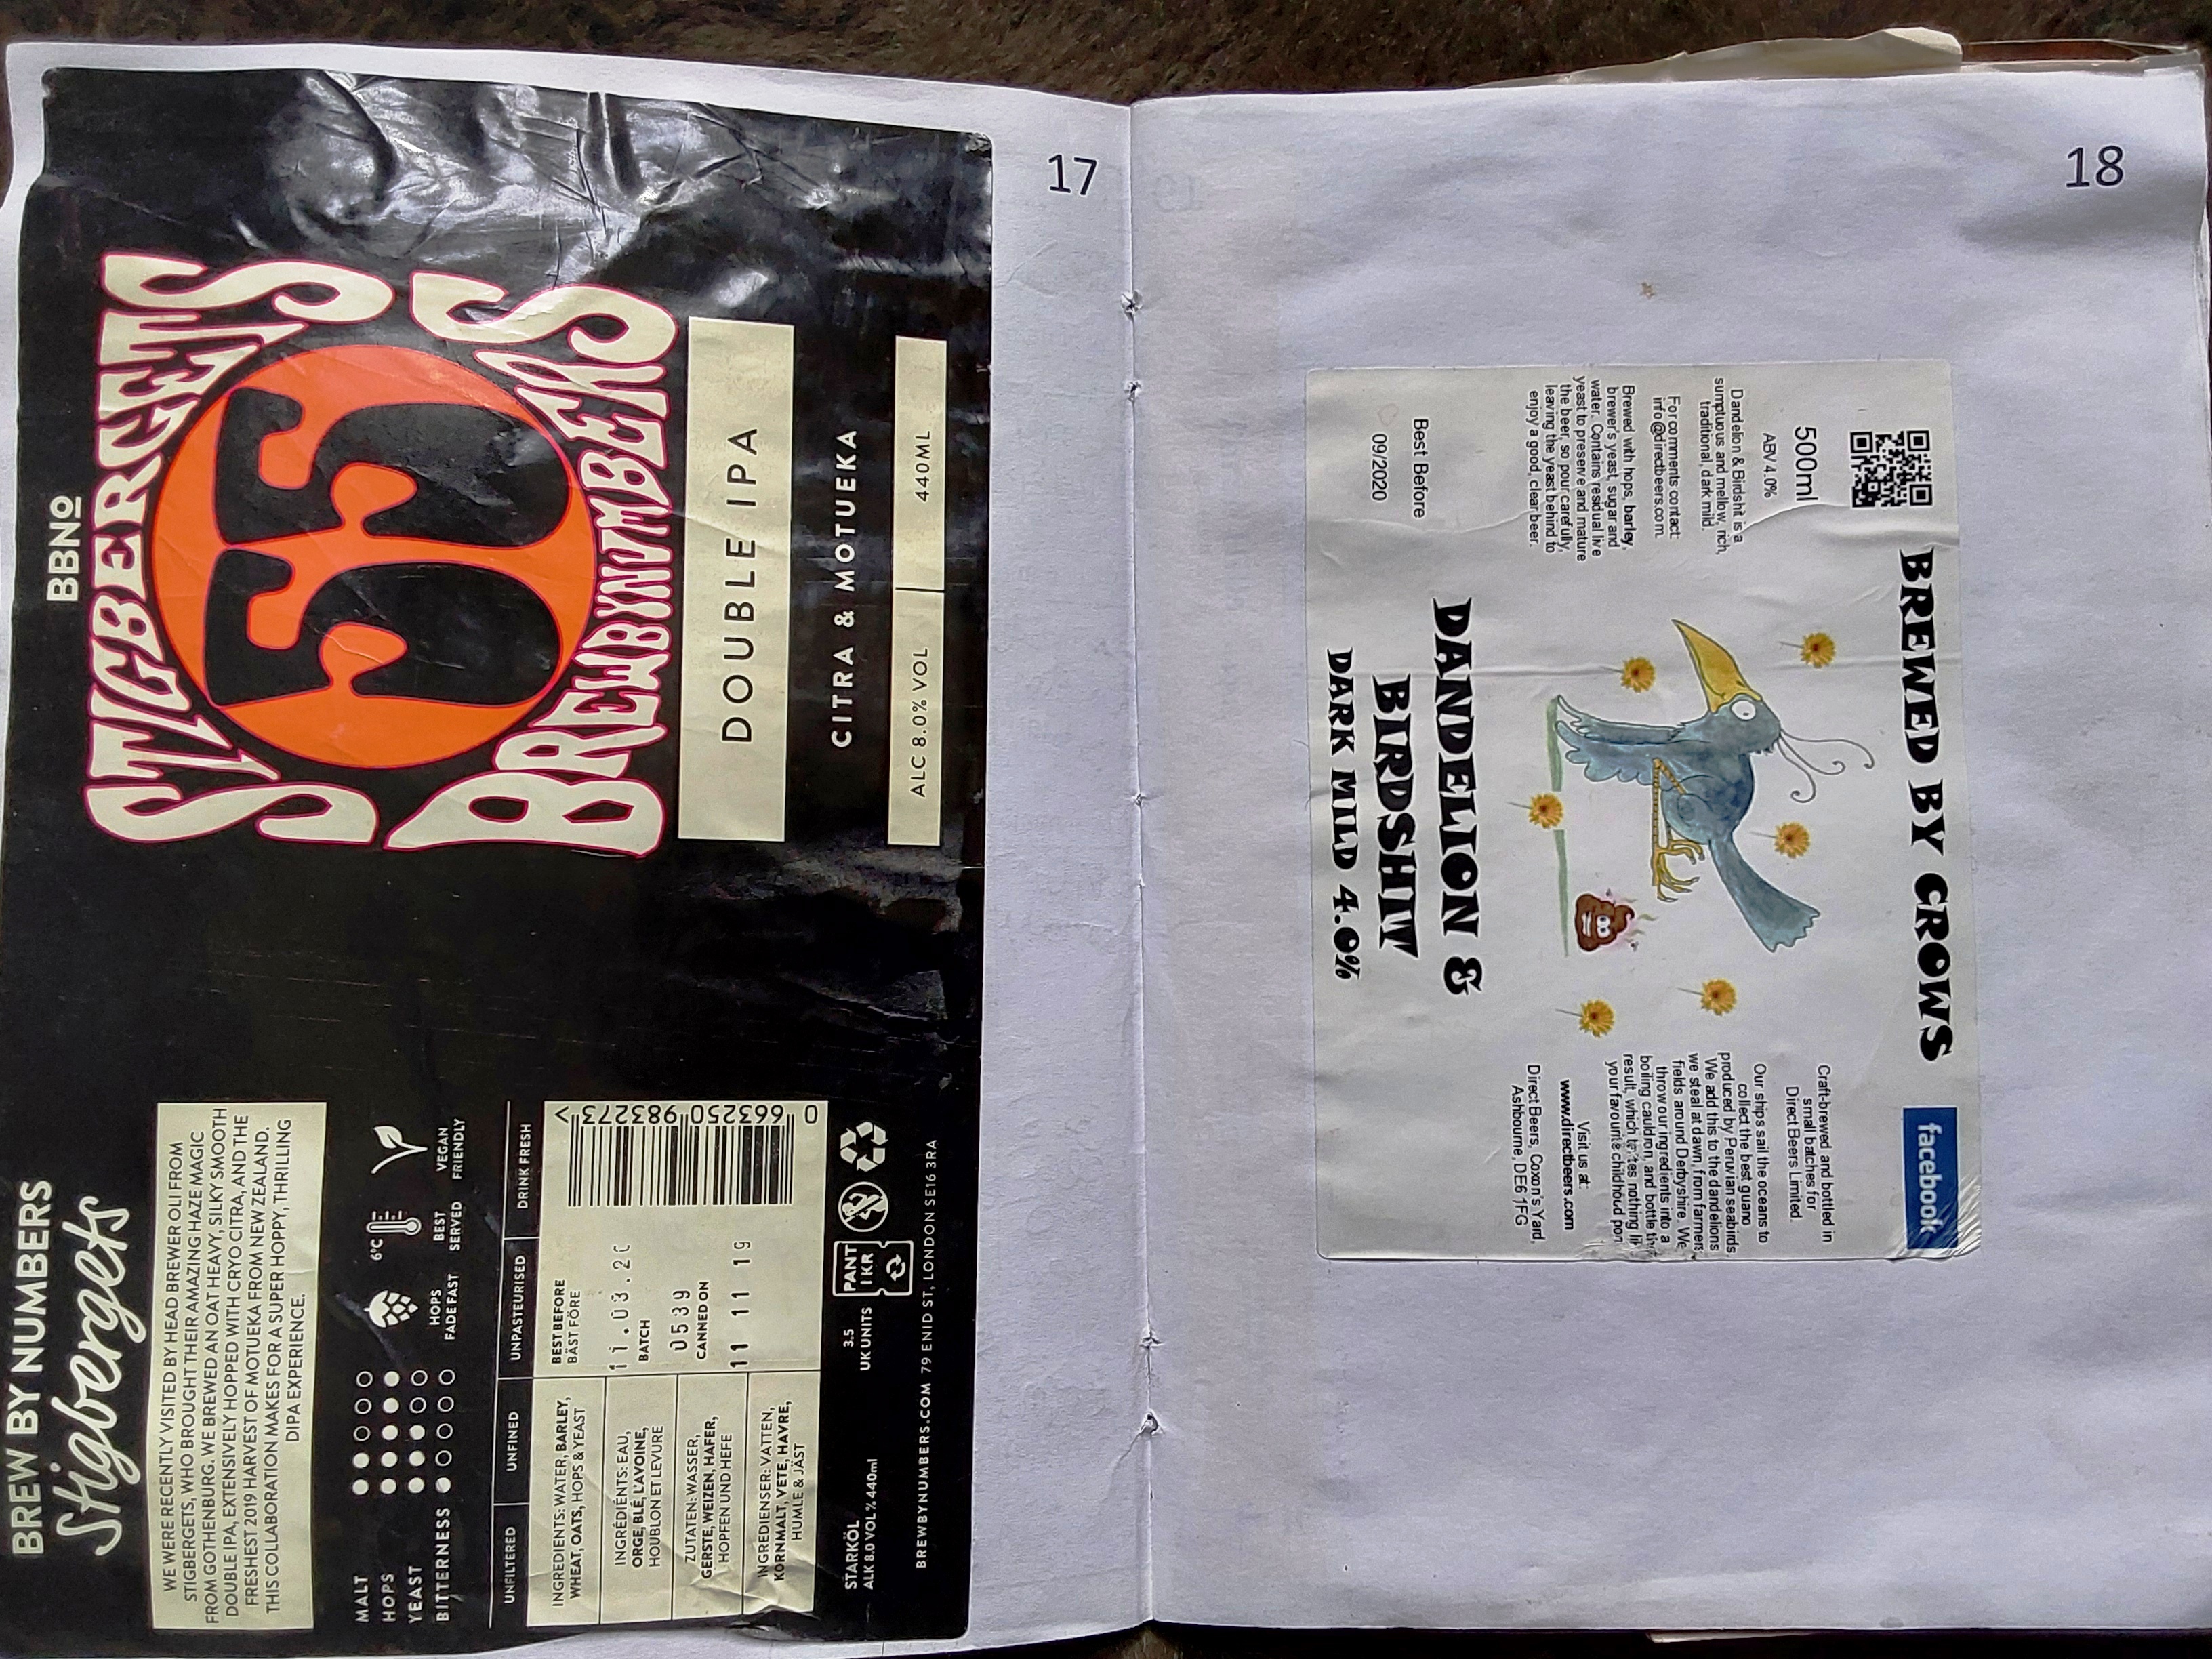 17
BBNO
STIGBERGETS
55
BREWBYNUMBERS
DOUBLE IPA
CITRA & MOTUEKA
ALC 8.0% VOL
440ML
BREW BY NUMBERS
Stigbergets
WE WERE RECENTLY VISITED BY HEAD BREWER OLI FROM
STIGBERGETS, WHO BROUGHT THEIR AMAZING HAZE MAGIC
FROM GOTHENBURG. WE BREWED AN OAT HEAVY, SILKY SMOOTH
DOUBLE IPA, EXTENSIVELY HOPPED WITH CRYO CITRA, AND THE
FRESHEST 2019 HARVEST OF MOTUEKA FROM NEW ZEALAND.
THIS COLLABORATION MAKES FOR A SUPER HOPPY, THRILLING
DIPA EXPERIENCE.
MALT
HOPS
YEAST
BITTERNESS
HOPS
FADE FAST
6°C
BEST
SERVED
VEGAN
FRIENDLY
UNFILTERED
UNFINED
UNPASTEURISED
DRINK FRESH
INGREDIENTS: WATER, BARLEY,
WHEAT, OATS, HOPS & YEAST
INGRÉDIENTS: EAU,
ORGE, BLÉ, L'AVOINE,
HOUBLON ET LEVURE
ZUTATEN: WASSER,
GERSTE, WEIZEN, HAFER,
HOPFEN UND HEFE
INGREDIENSER: VATTEN,
KORNMALT, VETE, HAVRE,
HUMLE & JÄST
BEST BEFORE
BÄST FÖRE
11.03.20
BATCH
0539
CANNED ON
11 11 19
0 663250 983273 >
STARKÖL
ALK 8.0 VOL % 440ml
3.5
UK UNITS
PANT
1 KR
BREWBYNUMBERS.COM 79 ENID ST, LONDON SE16 3RA
18
BREWED BY CROWS
facebook
500ml
ABV 4.0%
Dandelion & Birdshit is a
sumptuous and mellow, rich,
traditional, dark mild.
For comments contact:
info@directbeers.com.
Brewed with hops, barley,
brewer's yeast, sugar and
water. Contains residual live
yeast to preserve and mature
the beer, so pour carefully,
leaving the yeast behind to
enjoy a good, clear beer.
Best Before
09/2020
DANDELION &
BIRDSHIT
DARK MILD 4.0%
Craft-brewed and bottled in
small batches for
Direct Beers Limited.
Our ships sail the oceans to
collect the best guano
produced by Peruvian seabirds.
We add this to the dandelions
we steal at dawn, from farmers
fields around Derbyshire. We
throw our ingredients into a
boiling cauldron, and bottle
result, which tastes nothing
your favourite childhood pop
Visit us at:
www.directbeers.com
Direct Beers, Coxon's Yard,
Ashbourne, DE6 1FG